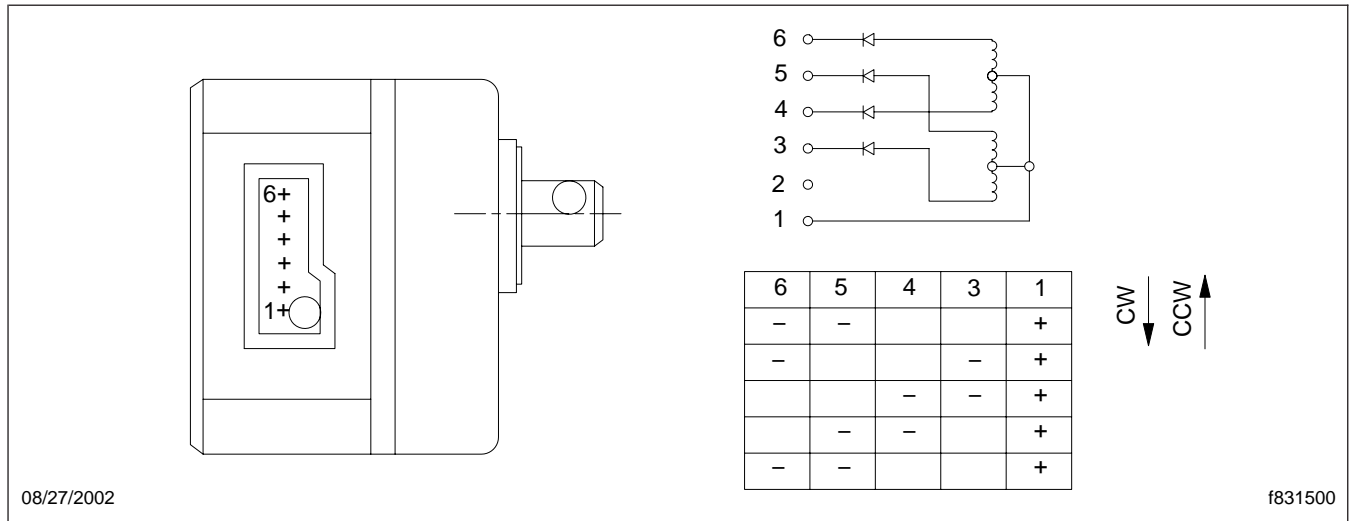 6+
+
+
+
+
1+
6
5
4
3
2
1
6 5 4 3 1
– – +
– – +
– – +
– – +
– – +
CW
CCW
08/27/2002
f831500